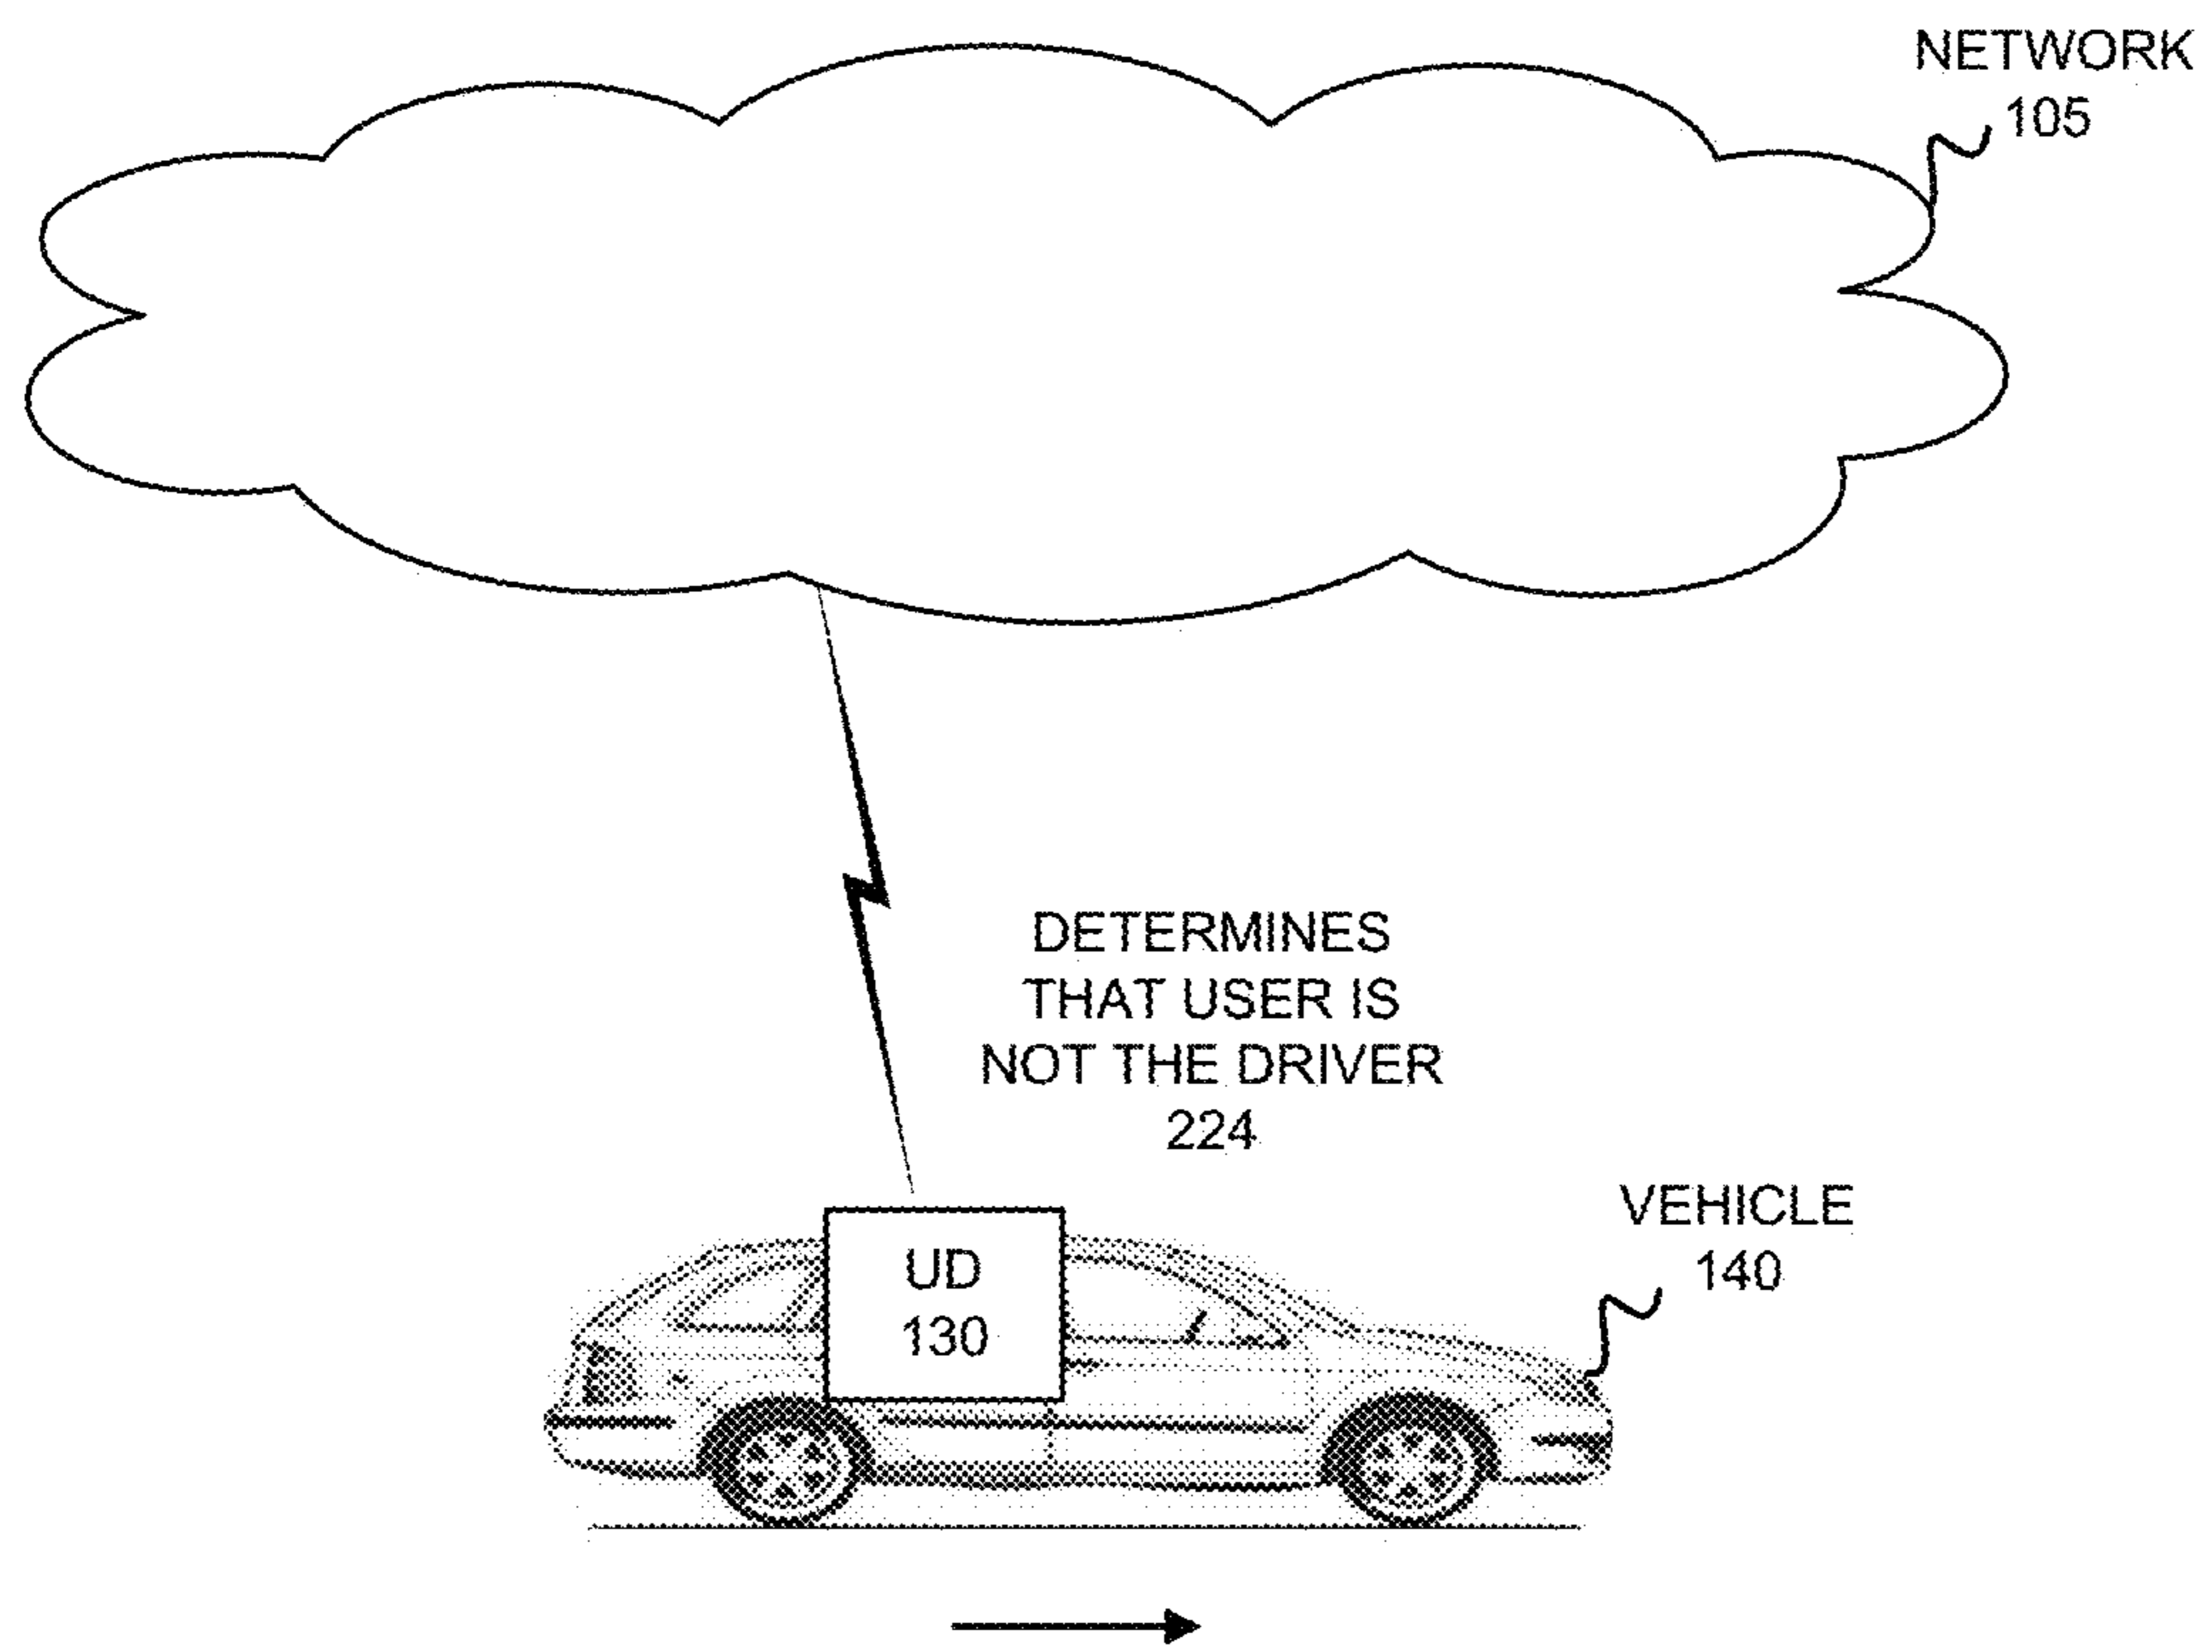 NETWORK
105
DETERMINES
THAT USER IS
NOT THE DRIVER
224
VEHICLE
140
UD
130